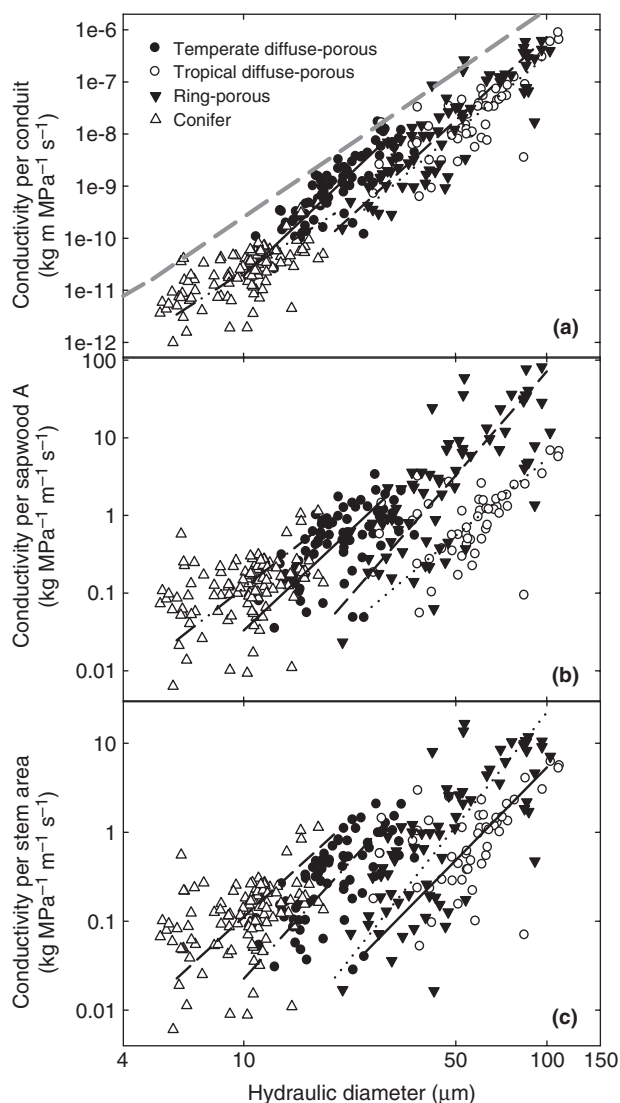 1e-6
1e-7
1e-8
1e-9
1e-10
1e-11
1e-12
Conductivity per conduit
(kg m MPa⁻¹ s⁻¹)
Temperate diffuse-porous
Tropical diffuse-porous
Ring-porous
Conifer
(a)
100
10
1
0.1
0.01
Conductivity per sapwood A
(kg MPa⁻¹ m⁻¹ s⁻¹)
(b)
10
1
0.1
0.01
Conductivity per stem area
(kg MPa⁻¹ m⁻¹ s⁻¹)
(c)
4 10 50 100 150
Hydraulic diameter (μm)